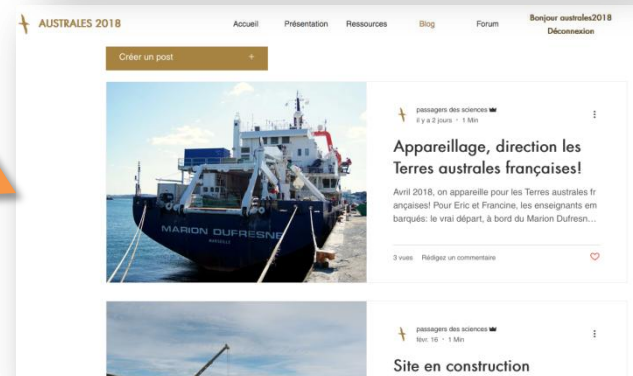 AUSTRALES 2018
Accueil Présentation Ressources Blog Forum
Bonjour australes2018
Déconnexion
Créer un post +
MARION DUFRESNE
MARSEILLE
passagers des sciences
il y a 2 jours · 1 Min
Appareillage, direction les
Terres australes françaises!
Avril 2018, on appareille pour les Terres australes fr
ançaises! Pour Eric et Francine, les enseignants em
barqués: le vrai départ, à bord du Marion Dufresn...
3 vues Rédigez un commentaire
passagers des sciences
févr. 16 · 1 Min
Site en construction